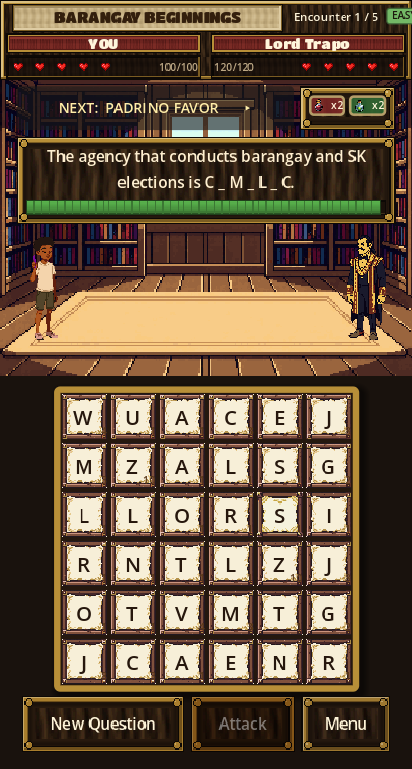 BARANGAY BEGINNINGS
Encounter 1 / 5
YOU
Lord Trapo
100/100
120/120
NEXT: PADRINO FAVOR
x2
x2
The agency that conducts barangay and SK
elections is C _ M _ L _ C.
W U A C E J
M Z A L S G
L L O R S I
R N T L Z J
O T V M T G
J C A E N R
New Question
Attack
Menu